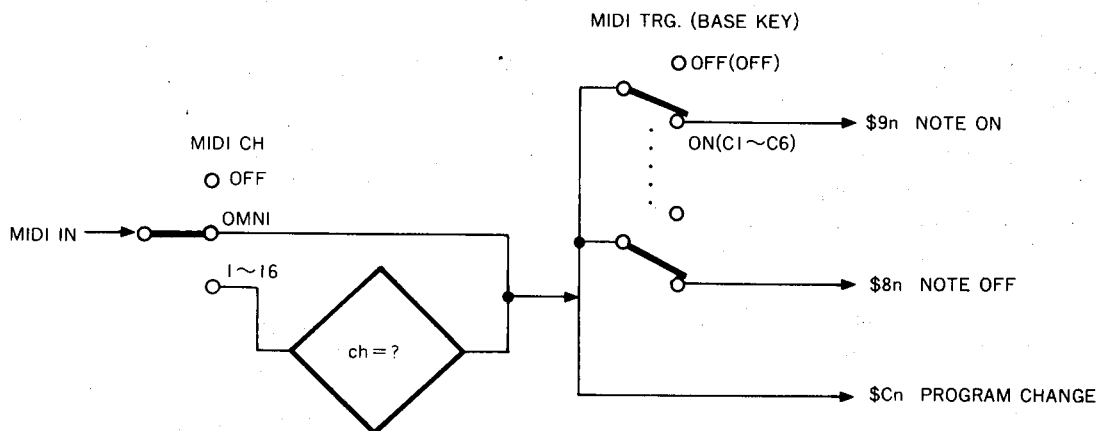 MIDI TRG. (BASE KEY)
OFF(OFF)
$9n NOTE ON
ON(C1～C6)
MIDI CH
OFF
OMNI
MIDI IN
1～16
$8n NOTE OFF
ch=?
$Cn PROGRAM CHANGE